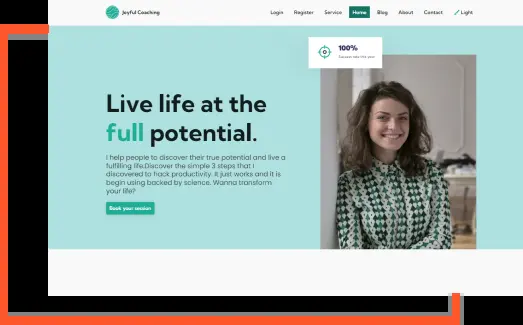 Joyful Coaching
Login Register Service Home Blog About Contact Light
100%
Live life at the
full potential.
I help people to discover their true potential and live a
fulfilling life.Discover the simple 3 steps that I
discovered to hack productivity. It just works and it is
begin using backed by science. Wanna transform
your life?
Book your session